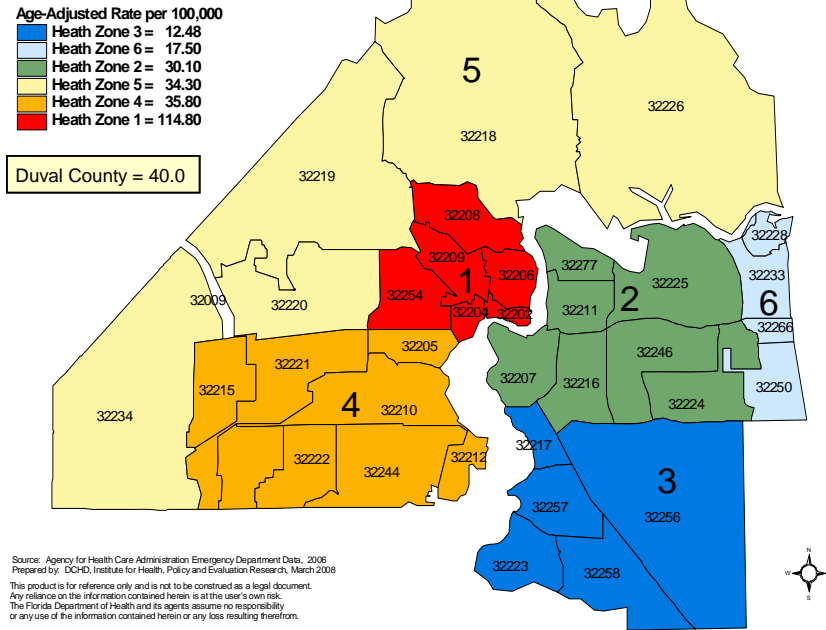 Age-Adjusted Rate per 100,000
Heath Zone 3 = 12.48
Heath Zone 6 = 17.50
Heath Zone 2 = 30.10
Heath Zone 5 = 34.30
Heath Zone 4 = 35.80
Heath Zone 1 = 114.80
Duval County = 40.0
5
32226
32218
32219
32208
32228
32209
32277
32206
32233
32225
1
2
6
32009
32254
32220
32211
32204
32202
32266
32205
32246
32221
32207
32216
32250
32215
4
32210
32224
32234
32217
32212
32222
32244
3
32257
32256
32223
32258
Source: Agency for Health Care Administration Emergency Department Data, 2006
Prepared by: DCHD, Institute for Health, Policy and Evaluation Research, March 2008
This product is for reference only and is not to be construed as a legal document.
Any reliance on the information contained herein is at the user's own risk.
The Florida Department of Health and its agents assume no responsibility
or any use of the information contained herein or any loss resulting therefrom.
N
W
E
S